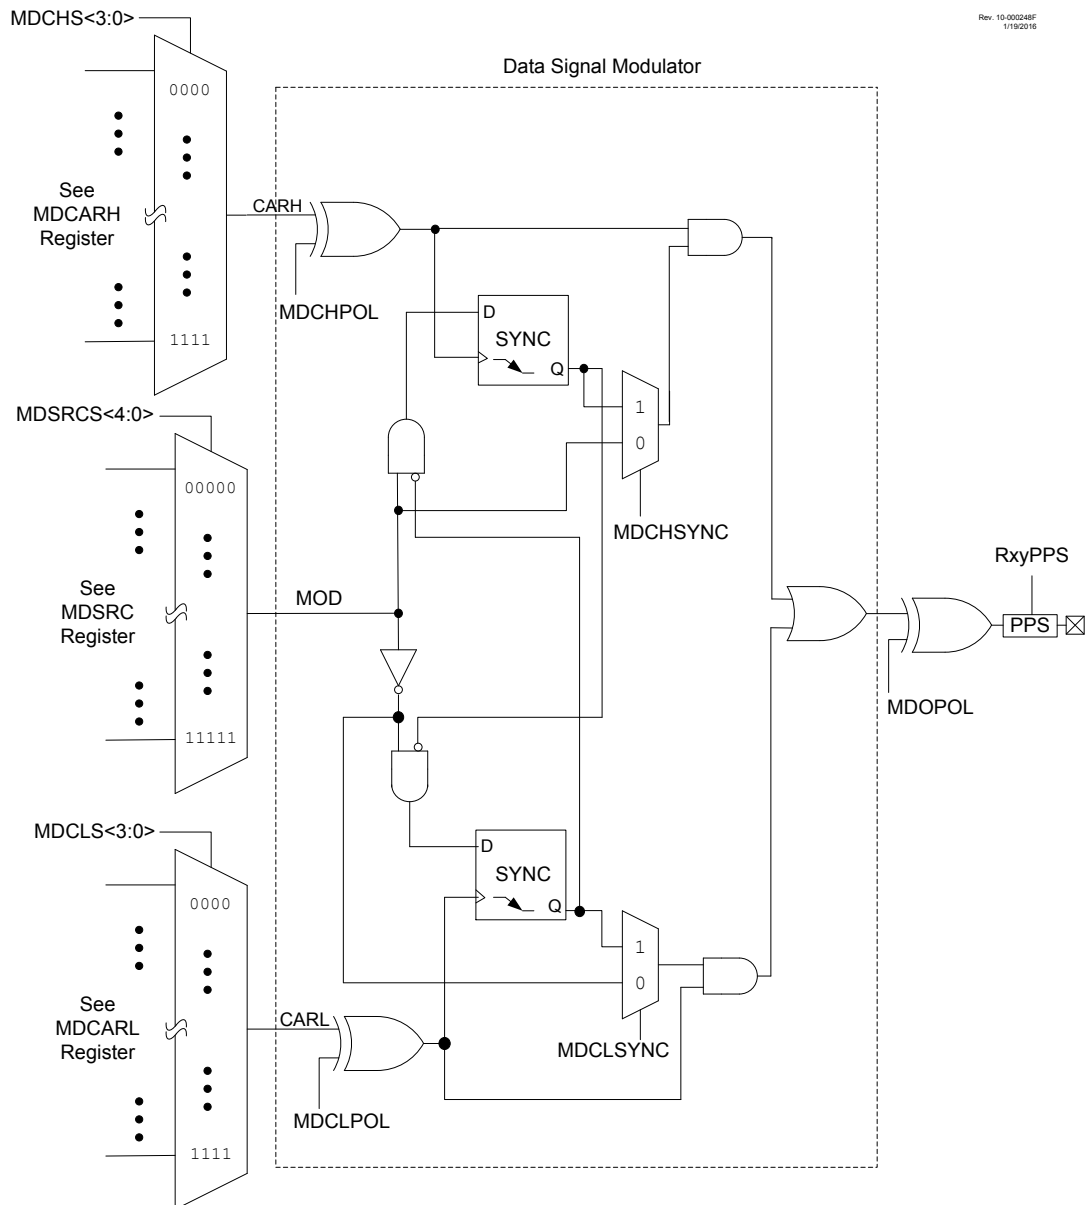 MDCHS<3:0>
Rev. 10-000248F
1/19/2016
Data Signal Modulator
0000
See
MDCARH
Register
CARH
MDCHPOL
1111
D
SYNC
Q
1
0
MDCHSYNC
MDSRCS<4:0>
00000
See
MDSRC
Register
MOD
11111
RxyPPS
PPS
MDOPOL
MDCLS<3:0>
0000
D
SYNC
Q
1
0
MDCLSYNC
See
MDCARL
Register
CARL
MDCLPOL
1111